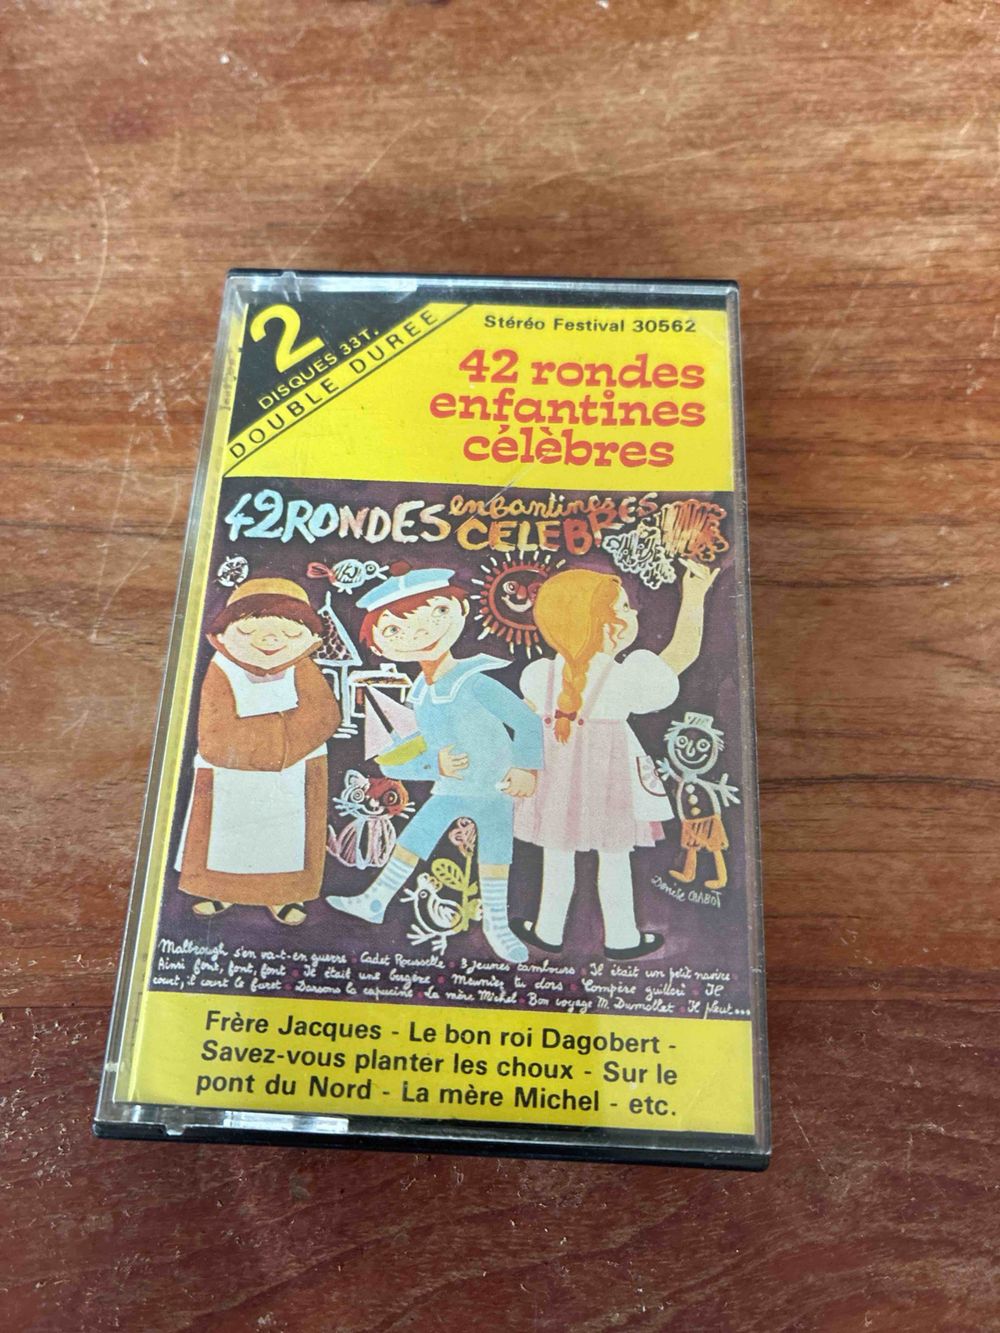 2
DISQUES 33T.
DOUBLE DUREE
Stéréo Festival 30562
42 rondes
enfantines
célèbres
42 RONDES enfantines
CELEBRES
Denise CHABOT
Malbrough s'en va-t-en guerre • Cadet Rousselle • 3 jeunes tambours • Il était un petit navire
Ainsi font, font, font • Il était une bergère • Meunier tu dors • Compère guilleri • Il
court, il court le furet • Dansons la capucine • La mère Michel • Bon voyage M. Dumollet • Il pleut...
Frère Jacques - Le bon roi Dagobert -
Savez-vous planter les choux - Sur le
pont du Nord - La mère Michel - etc.